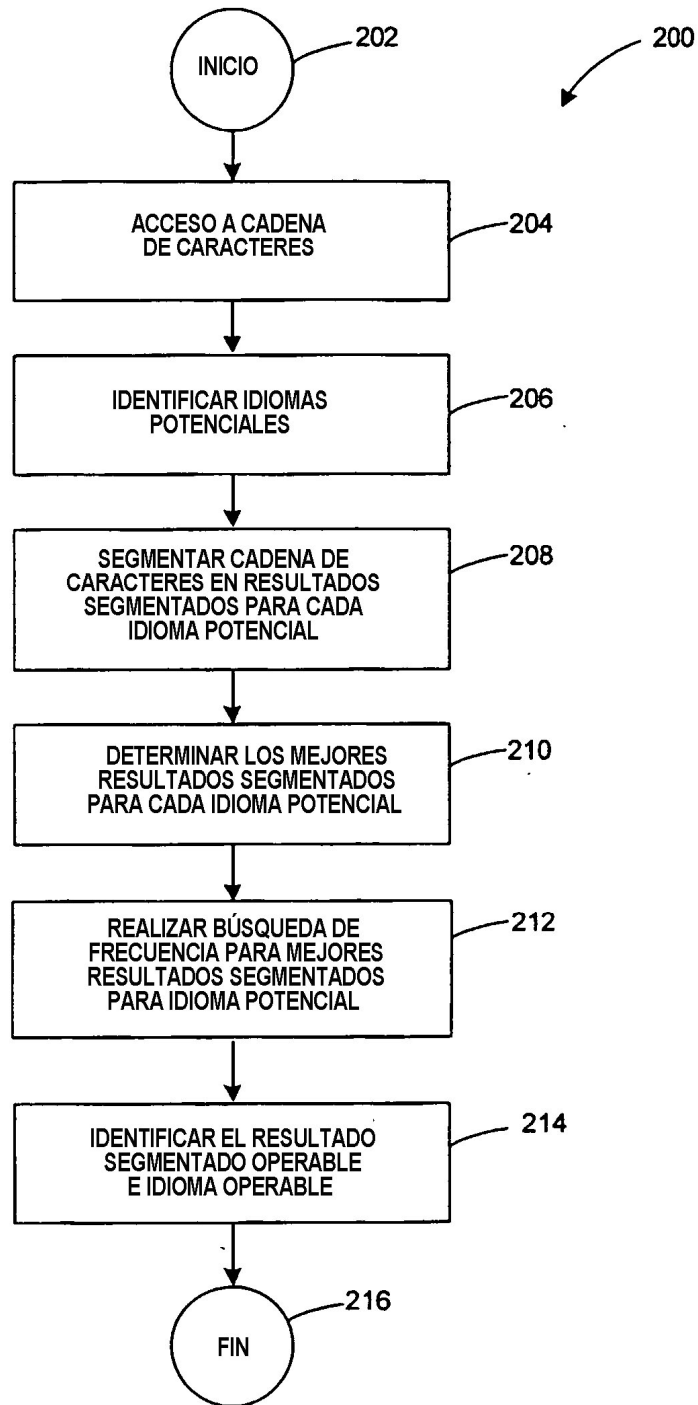 INICIO
202
200
ACCESO A CADENA
DE CARACTERES
204
IDENTIFICAR IDIOMAS
POTENCIALES
206
SEGMENTAR CADENA DE
CARACTERES EN RESULTADOS
SEGMENTADOS PARA CADA
IDIOMA POTENCIAL
208
DETERMINAR LOS MEJORES
RESULTADOS SEGMENTADOS
PARA CADA IDIOMA POTENCIAL
210
REALIZAR BÚSQUEDA DE
FRECUENCIA PARA MEJORES
RESULTADOS SEGMENTADOS
PARA IDIOMA POTENCIAL
212
IDENTIFICAR EL RESULTADO
SEGMENTADO OPERABLE
E IDIOMA OPERABLE
214
FIN
216